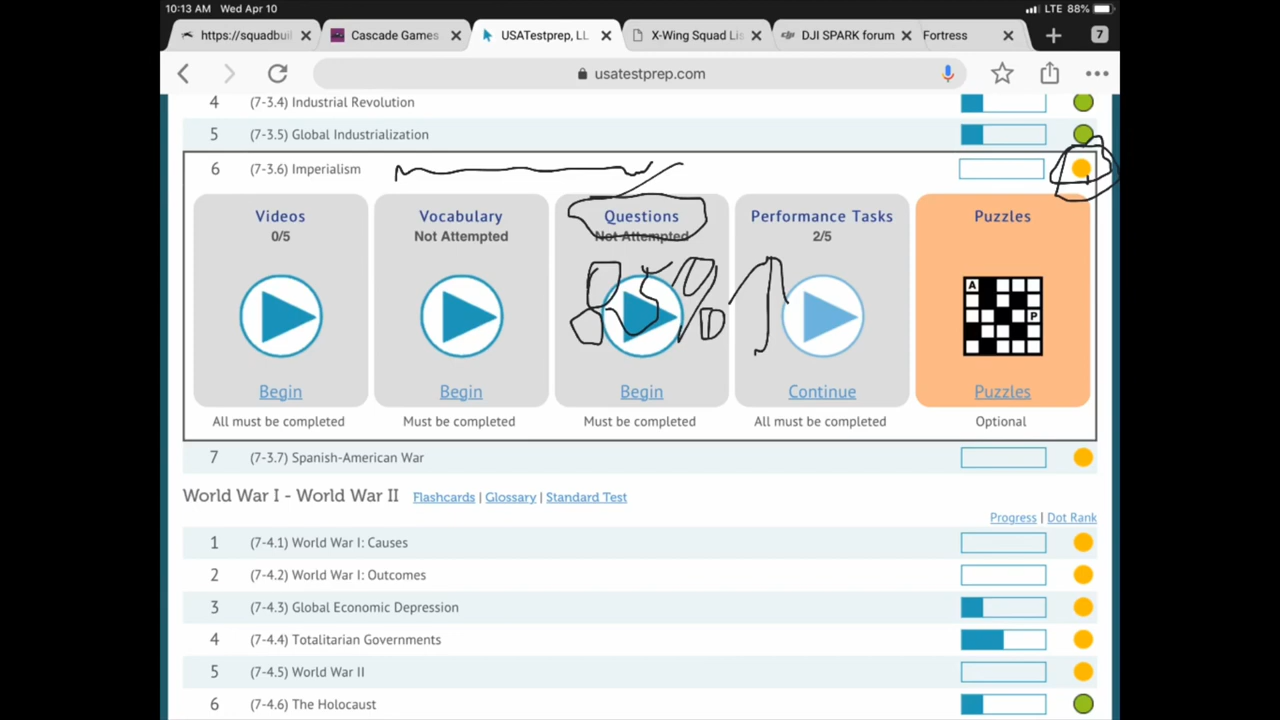 10:13 AM Wed Apr 10 LTE 88%
https://squadbui Cascade Games USATestprep, LL X-Wing Squad Lis DJI SPARK forum Fortress 7
usatestprep.com
4 (7-3.4) Industrial Revolution
5 (7-3.5) Global Industrialization
6 (7-3.6) Imperialism
Videos Vocabulary Questions Performance Tasks Puzzles
0/5 Not Attempted Not Attempted 2/5
85%
A
P
Begin Begin Begin Continue Puzzles
All must be completed Must be completed Must be completed All must be completed Optional
7 (7-3.7) Spanish-American War
World War I - World War II Flashcards | Glossary | Standard Test
Progress | Dot Rank
1 (7-4.1) World War I: Causes
2 (7-4.2) World War I: Outcomes
3 (7-4.3) Global Economic Depression
4 (7-4.4) Totalitarian Governments
5 (7-4.5) World War II
6 (7-4.6) The Holocaust